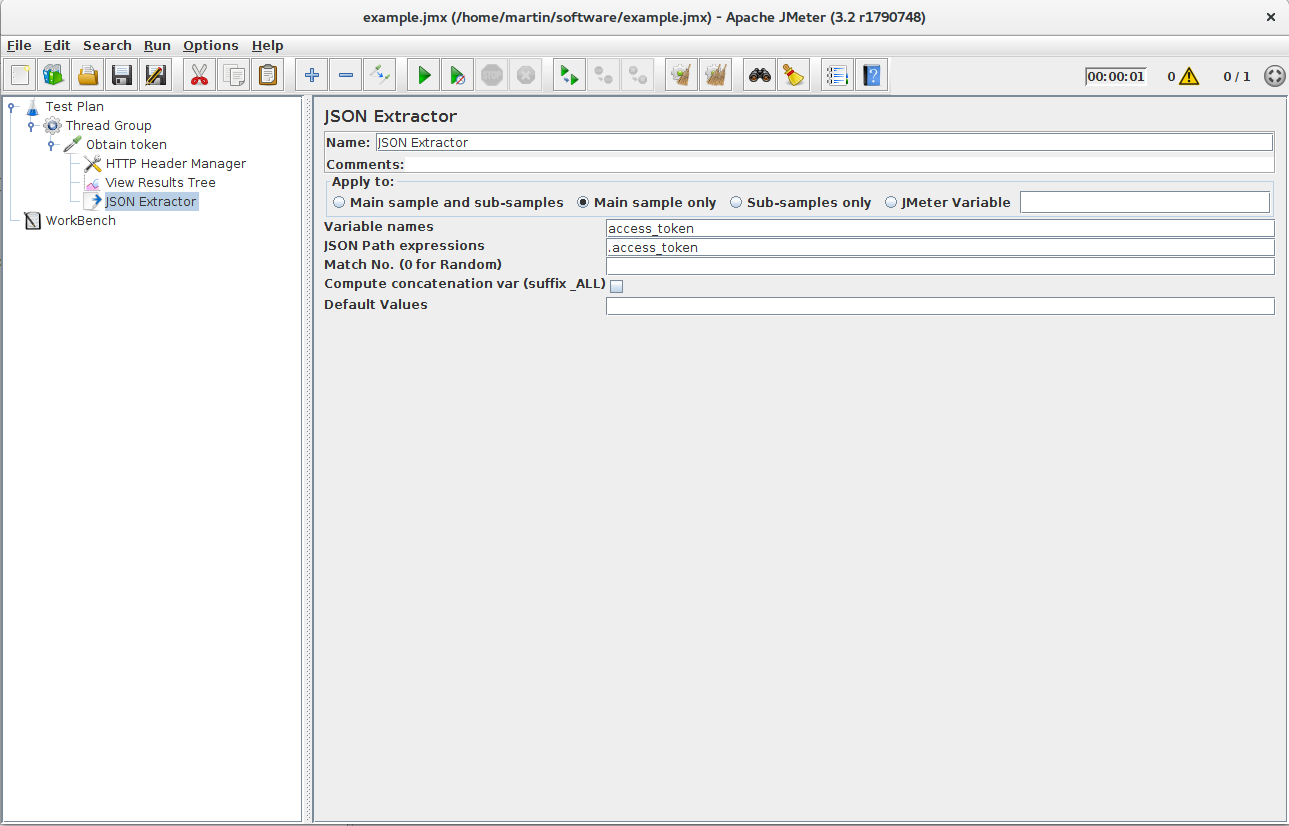 example.jmx (/home/martin/software/example.jmx) - Apache JMeter (3.2 r1790748)
File Edit Search Run Options Help
00:00:01 0 0 / 1
Test Plan
Thread Group
Obtain token
HTTP Header Manager
View Results Tree
JSON Extractor
WorkBench
JSON Extractor
Name: JSON Extractor
Comments:
Apply to:
Main sample and sub-samples Main sample only Sub-samples only JMeter Variable
Variable names access_token
JSON Path expressions .access_token
Match No. (0 for Random)
Compute concatenation var (suffix _ALL)
Default Values